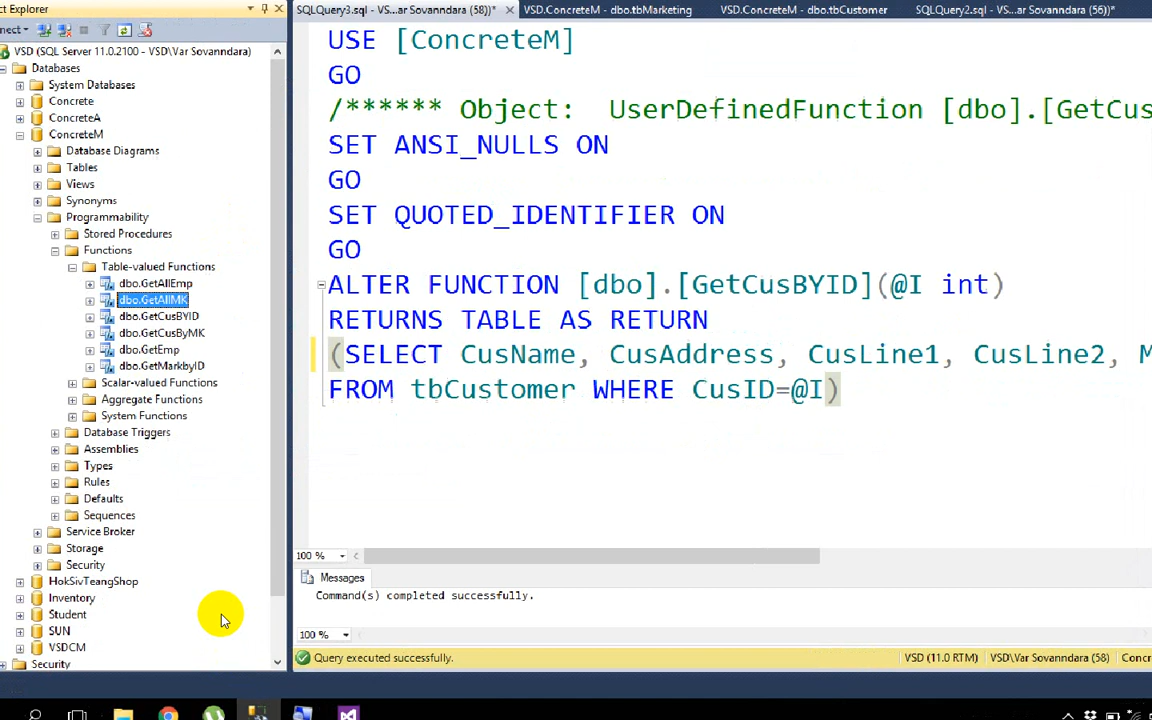 ct Explorer
nect
VSD (SQL Server 11.0.2100 - VSD\Var Sovanndara)
Databases
System Databases
Concrete
ConcreteA
ConcreteM
Database Diagrams
Tables
Views
Synonyms
Programmability
Stored Procedures
Functions
Table-valued Functions
dbo.GetAllEmp
dbo.GetAllMK
dbo.GetCusBYID
dbo.GetCusByMK
dbo.GetEmp
dbo.GetMarkbyID
Scalar-valued Functions
Aggregate Functions
System Functions
Database Triggers
Assemblies
Types
Rules
Defaults
Sequences
Service Broker
Storage
Security
HokSivTeangShop
Inventory
Student
SUN
VSDCM
Security
SQLQuery3.sql - VS...ar Sovanndara (58))* VSD.ConcreteM - dbo.tbMarketing VSD.ConcreteM - dbo.tbCustomer SQLQuery2.sql - VS...ar Sovanndara (56))*
USE [ConcreteM]
GO
/****** Object:  UserDefinedFunction [dbo].[GetCus
SET ANSI_NULLS ON
GO
SET QUOTED_IDENTIFIER ON
GO
ALTER FUNCTION [dbo].[GetCusBYID](@I int)
RETURNS TABLE AS RETURN
(SELECT CusName, CusAddress, CusLine1, CusLine2, M
FROM tbCustomer WHERE CusID=@I)
100 %
Messages
Command(s) completed successfully.
100 %
Query executed successfully. VSD (11.0 RTM) VSD\Var Sovanndara (58) Concre